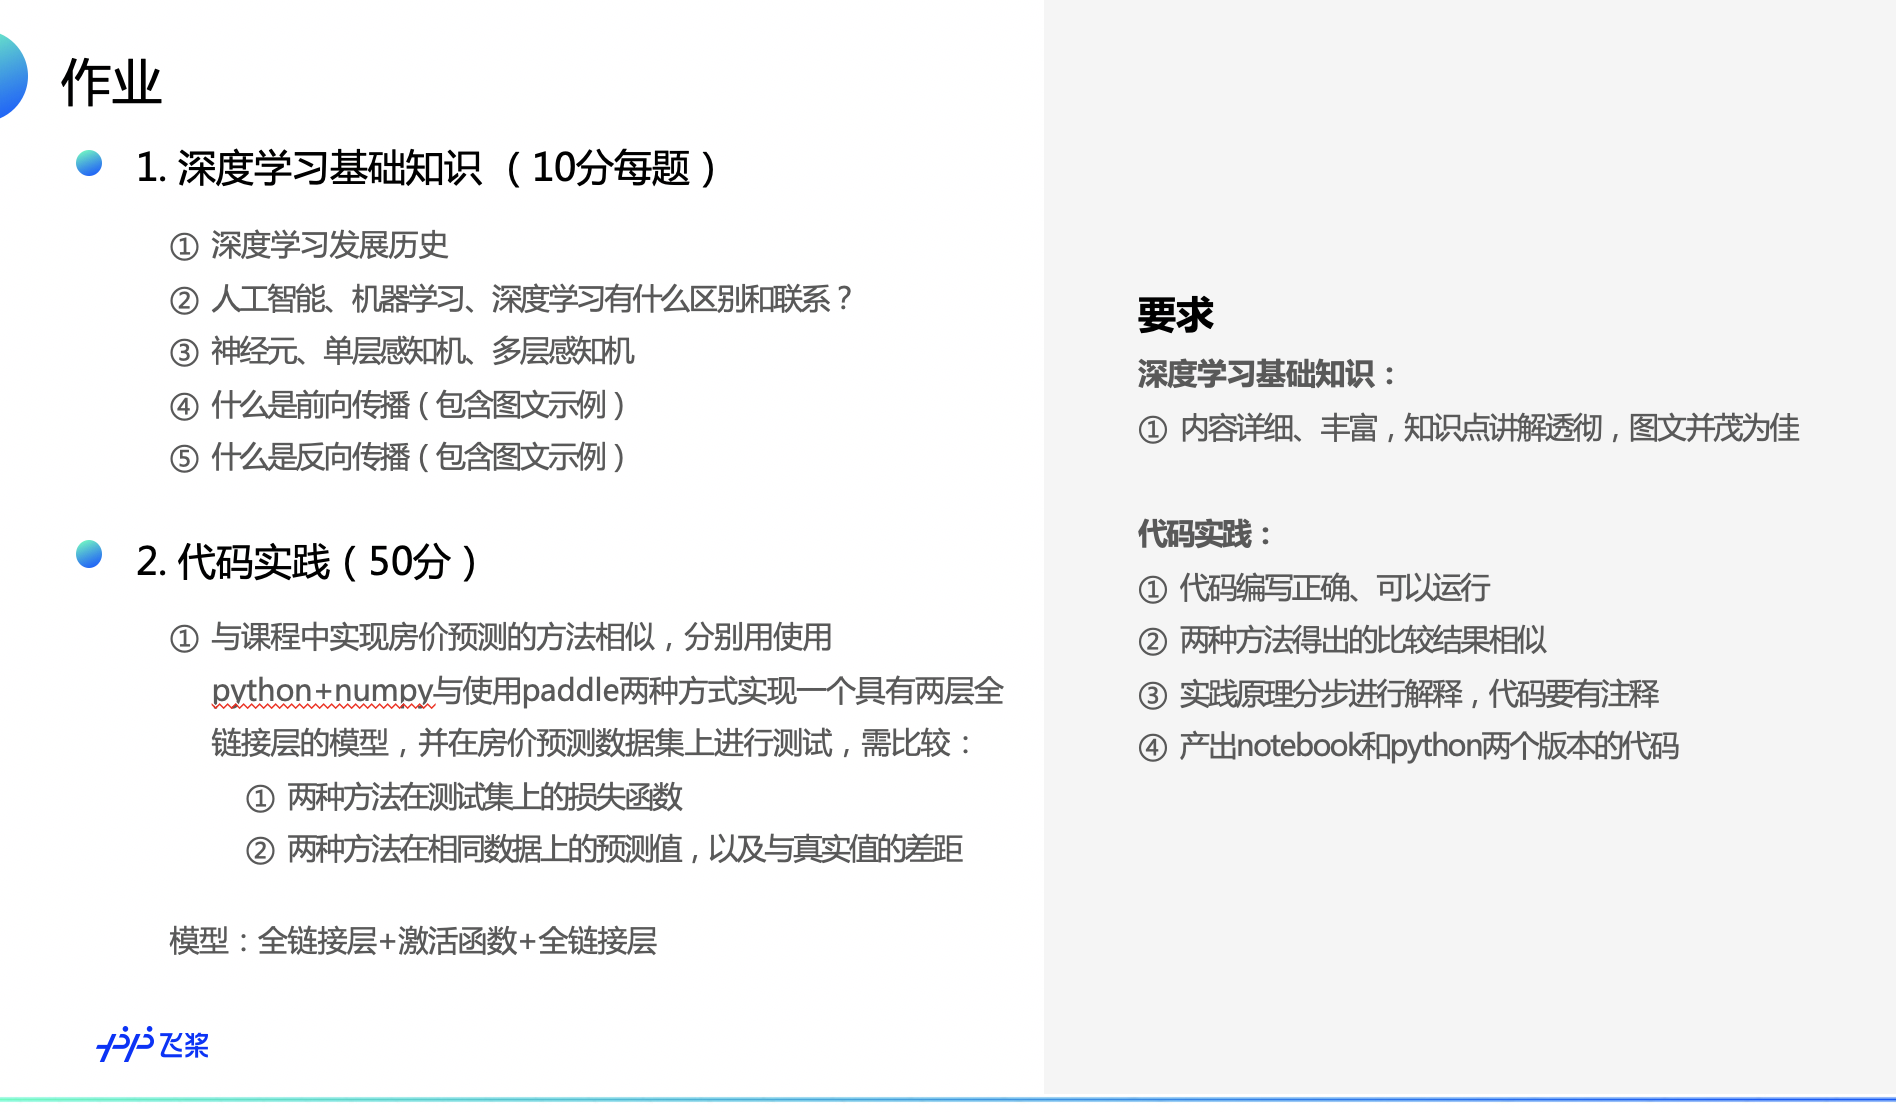 作业
1. 深度学习基础知识（10分每题）
① 深度学习发展历史
② 人工智能、机器学习、深度学习有什么区别和联系？
③ 神经元、单层感知机、多层感知机
④ 什么是前向传播（包含图文示例）
⑤ 什么是反向传播（包含图文示例）
2. 代码实践（50分）
① 与课程中实现房价预测的方法相似，分别用使用
python+numpy与使用paddle两种方式实现一个具有两层全
链接层的模型，并在房价预测数据集上进行测试，需比较：
① 两种方法在测试集上的损失函数
② 两种方法在相同数据上的预测值，以及与真实值的差距
模型：全链接层+激活函数+全链接层
飞桨
要求
深度学习基础知识：
① 内容详细、丰富，知识点讲解透彻，图文并茂为佳
代码实践：
① 代码编写正确、可以运行
② 两种方法得出的比较结果相似
③ 实践原理分步进行解释，代码要有注释
④ 产出notebook和python两个版本的代码